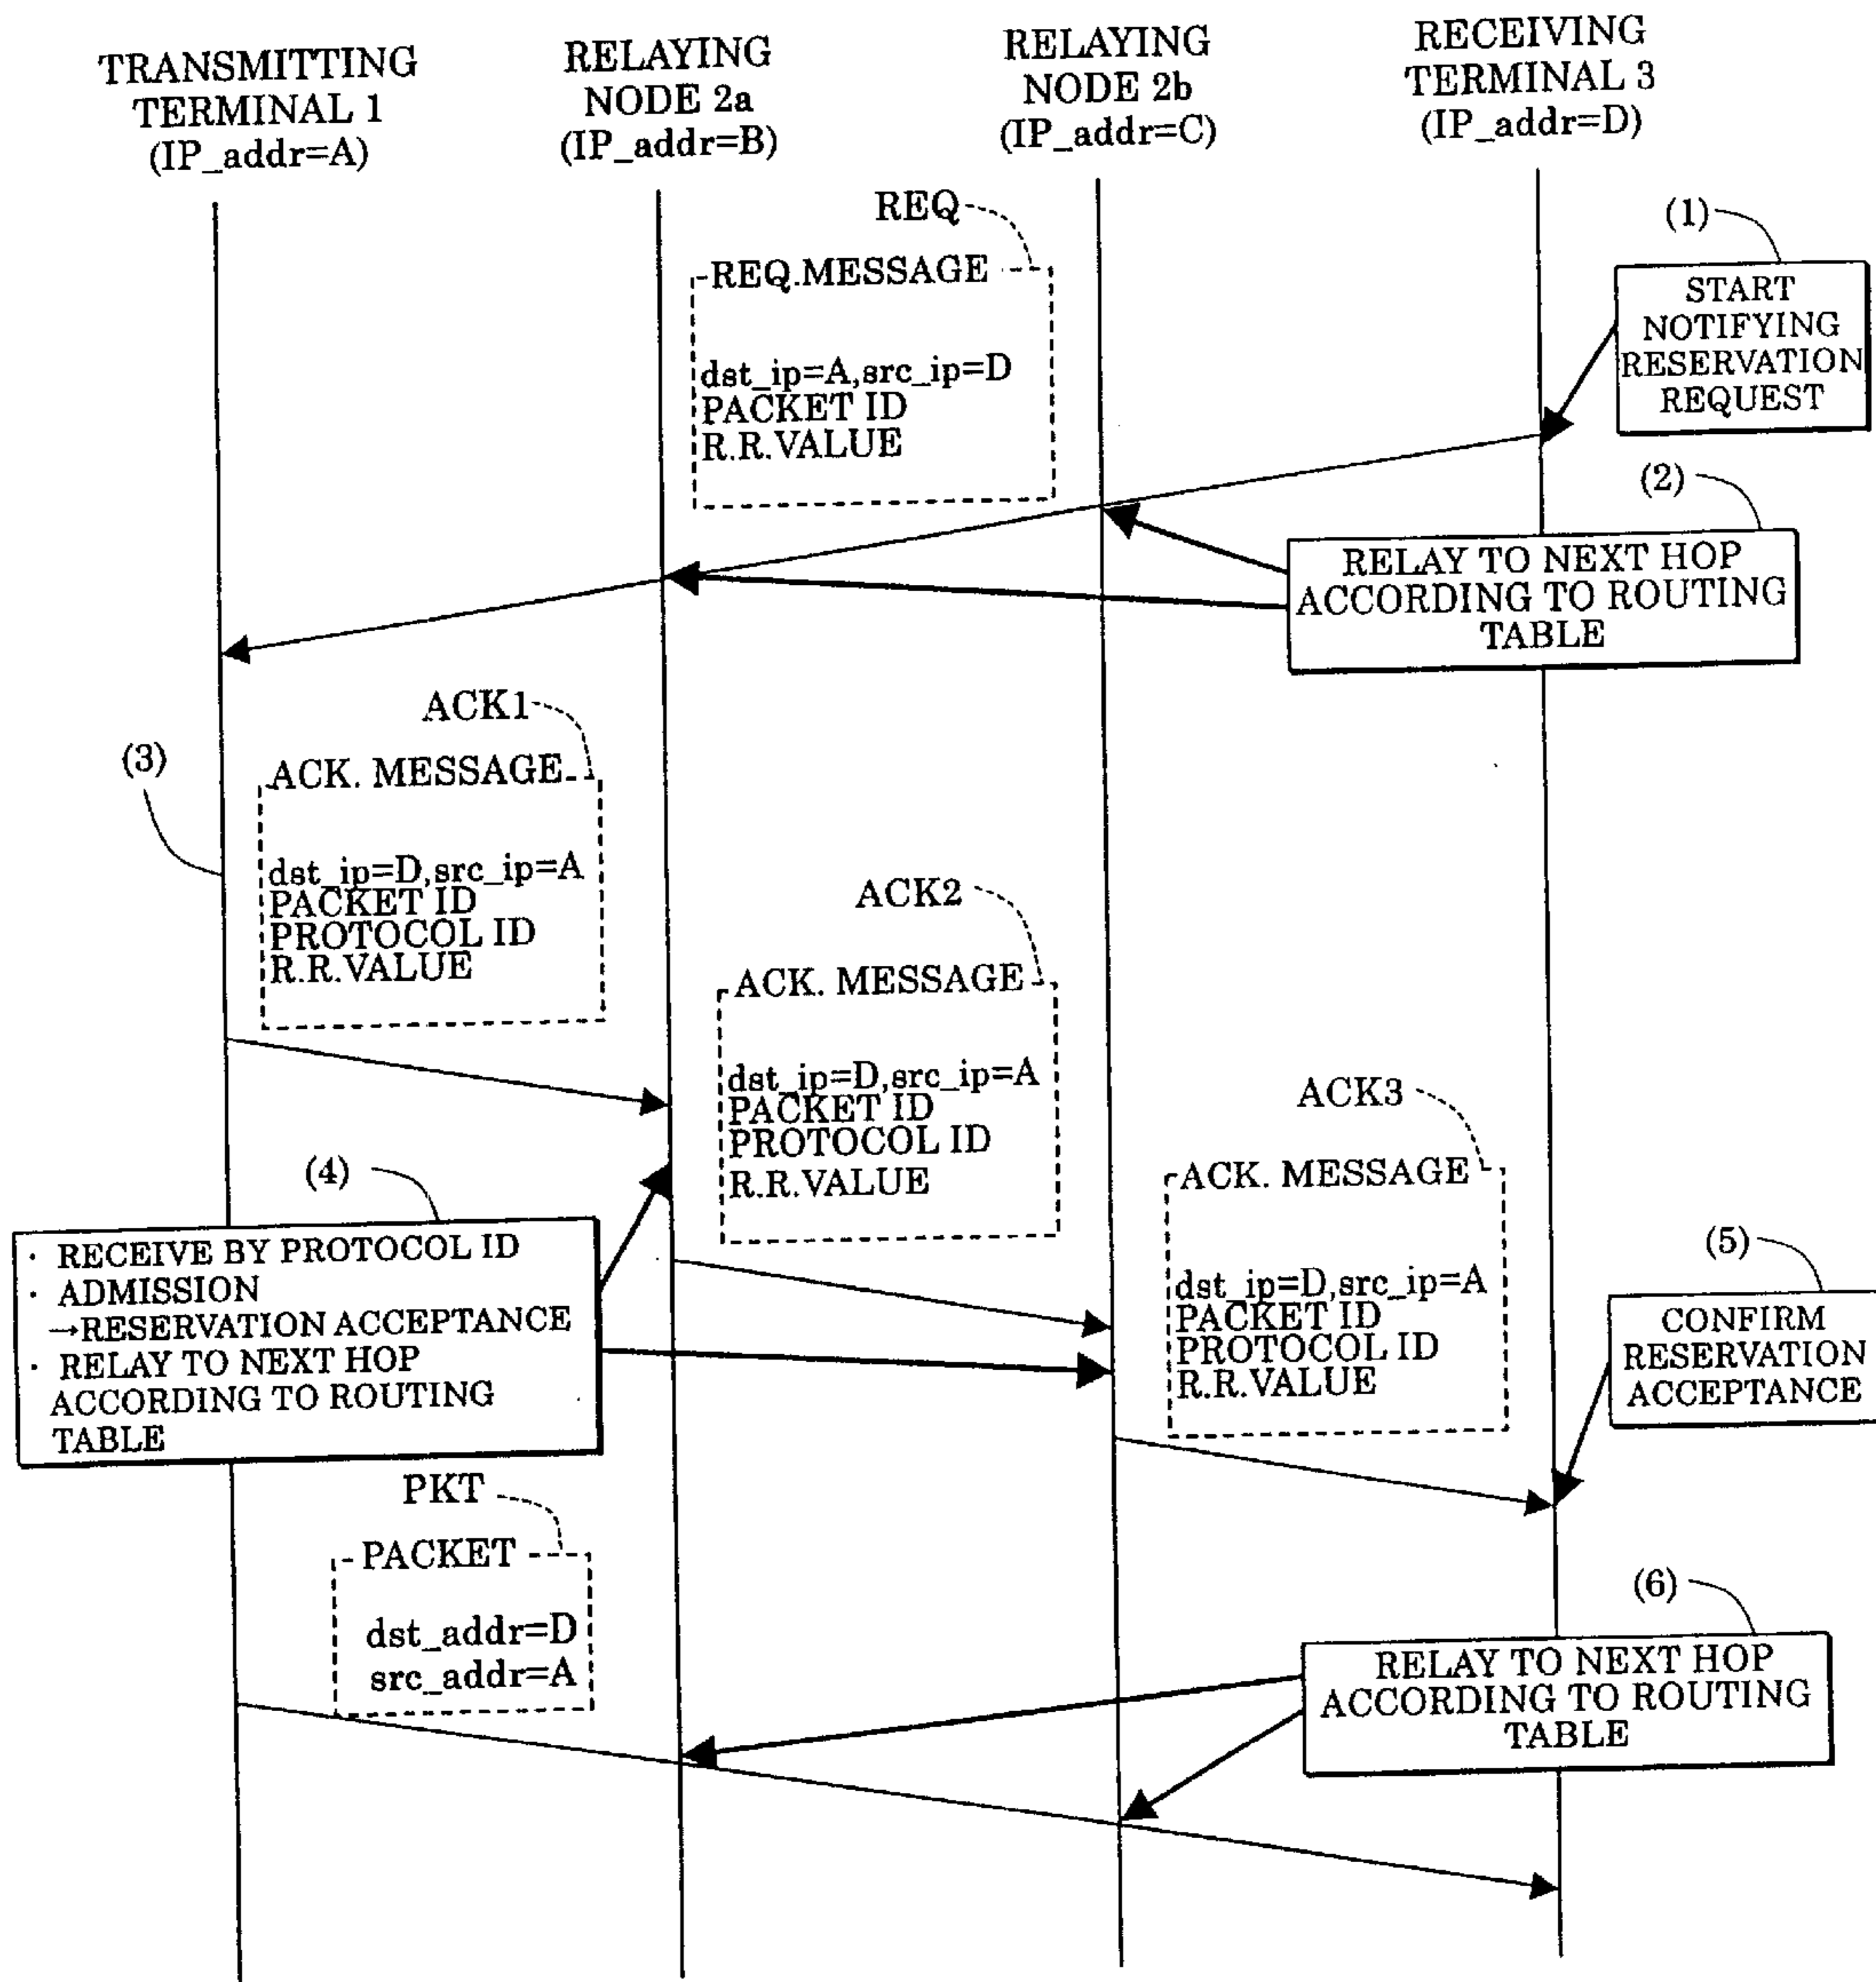 TRANSMITTING
TERMINAL 1
(IP_addr=A)
RELAYING
NODE 2a
(IP_addr=B)
RELAYING
NODE 2b
(IP_addr=C)
RECEIVING
TERMINAL 3
(IP_addr=D)
REQ
REQ.MESSAGE
dst_ip=A,src_ip=D
PACKET ID
R.R.VALUE
(1)
START
NOTIFYING
RESERVATION
REQUEST
(2)
RELAY TO NEXT HOP
ACCORDING TO ROUTING
TABLE
(3)
ACK1
ACK. MESSAGE
dst_ip=D,src_ip=A
PACKET ID
PROTOCOL ID
R.R.VALUE
ACK2
ACK. MESSAGE
dst_ip=D,src_ip=A
PACKET ID
PROTOCOL ID
R.R.VALUE
ACK3
ACK. MESSAGE
dst_ip=D,src_ip=A
PACKET ID
PROTOCOL ID
R.R.VALUE
(4)
· RECEIVE BY PROTOCOL ID
· ADMISSION
→RESERVATION ACCEPTANCE
· RELAY TO NEXT HOP
ACCORDING TO ROUTING
TABLE
(5)
CONFIRM
RESERVATION
ACCEPTANCE
PKT
PACKET
dst_addr=D
src_addr=A
(6)
RELAY TO NEXT HOP
ACCORDING TO ROUTING
TABLE